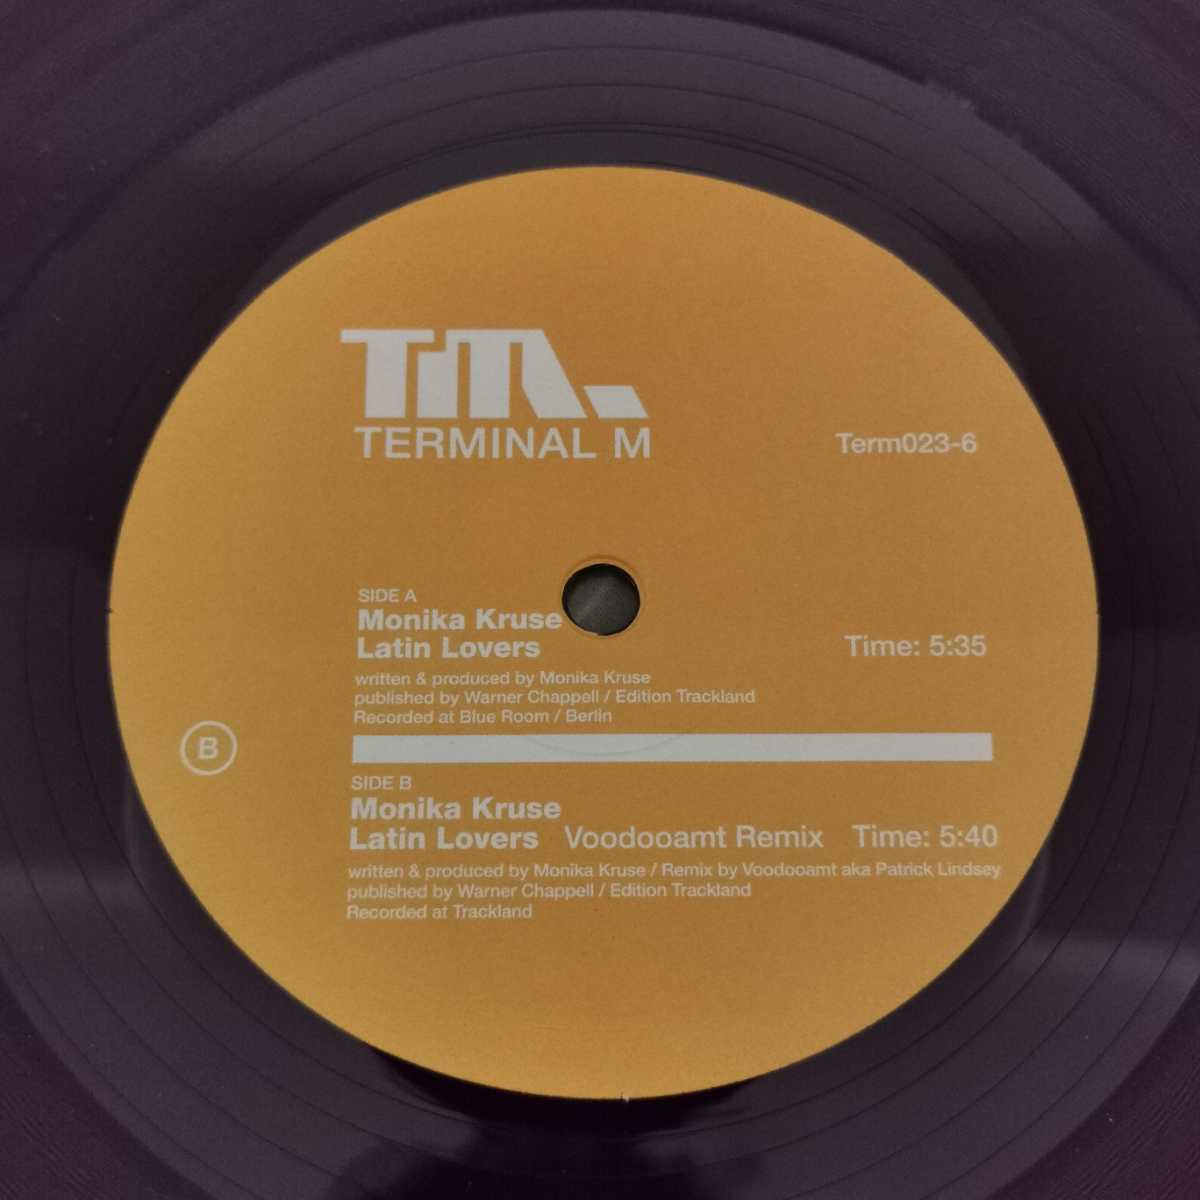 TM.
TERMINAL M
Term023-6
SIDE A
Monika Kruse
Latin Lovers Time: 5:35
written & produced by Monika Kruse
published by Warner Chappell / Edition Trackland
Recorded at Blue Room / Berlin
B
SIDE B
Monika Kruse
Latin Lovers Voodooamt Remix Time: 5:40
written & produced by Monika Kruse / Remix by Voodooamt aka Patrick Lindsey
published by Warner Chappell / Edition Trackland
Recorded at Trackland